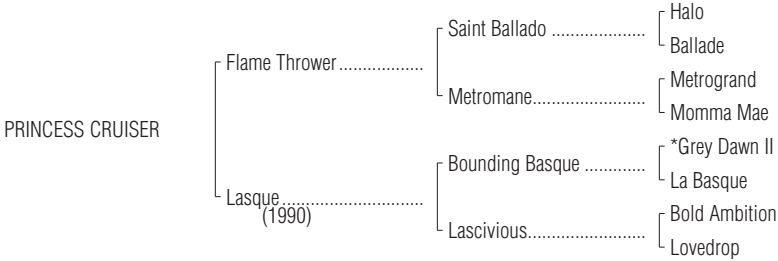 Halo
Saint Ballado ....................
Ballade
Flame Thrower..................
Metrogrand
Metromane........................
Momma Mae
PRINCESS CRUISER
*Grey Dawn II
Bounding Basque .............
La Basque
Lasque..............................
(1990)
Bold Ambition
Lascivious.........................
Lovedrop